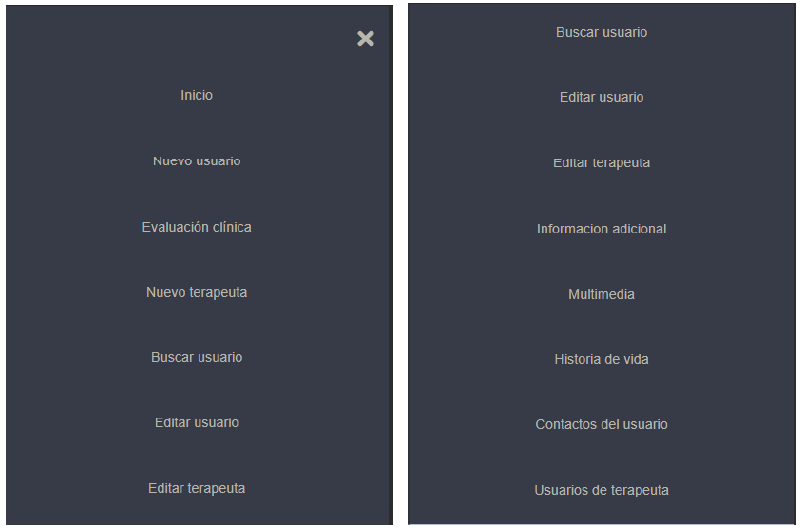 Inicio
Nuevo usuario
Evaluación clínica
Nuevo terapeuta
Buscar usuario
Editar usuario
Editar terapeuta
Buscar usuario
Editar usuario
Editar terapeuta
Informacion adicional
Multimedia
Historia de vida
Contactos del usuario
Usuarios de terapeuta